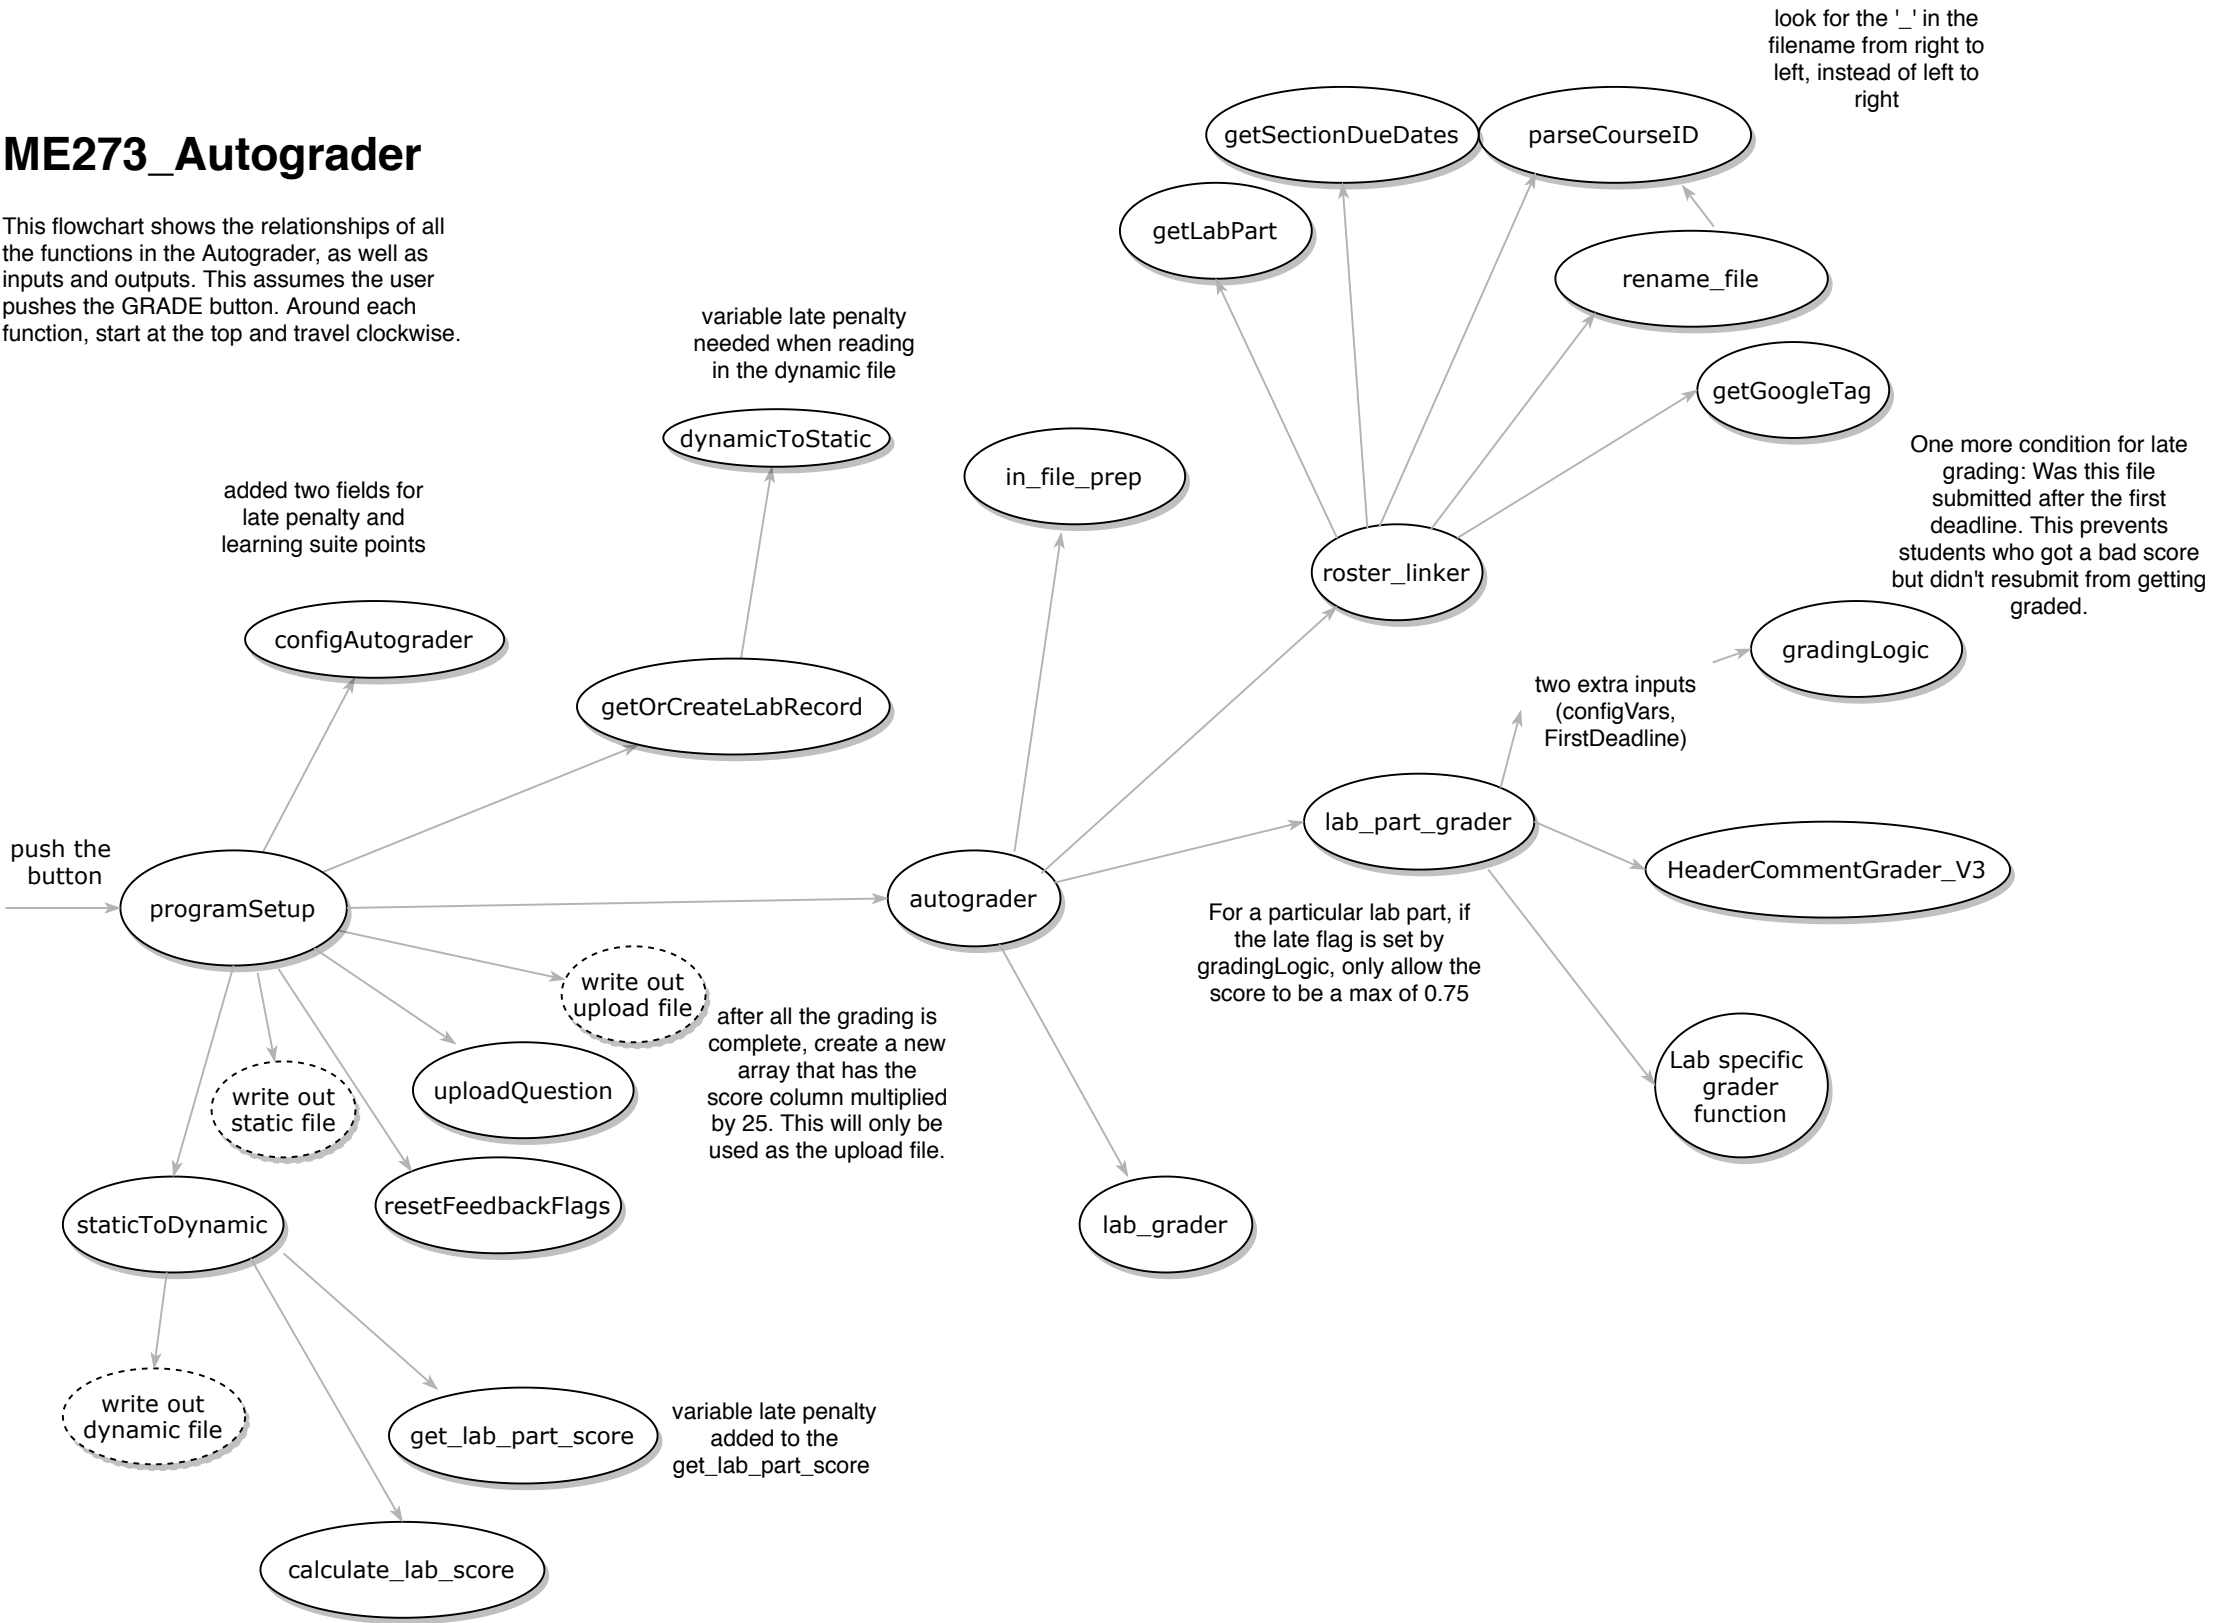 look for the '_' in the
filename from right to
left, instead of left to
right
getSectionDueDates
parseCourseID
ME273_Autograder
This flowchart shows the relationships of all
the functions in the Autograder, as well as
inputs and outputs. This assumes the user
pushes the GRADE button. Around each
function, start at the top and travel clockwise.
getLabPart
rename_file
variable late penalty
needed when reading
in the dynamic file
getGoogleTag
dynamicToStatic
in_file_prep
One more condition for late
grading: Was this file
submitted after the first
deadline. This prevents
students who got a bad score
but didn't resubmit from getting
graded.
added two fields for
late penalty and
learning suite points
roster_linker
configAutograder
gradingLogic
getOrCreateLabRecord
two extra inputs
(configVars,
FirstDeadline)
lab_part_grader
push the
button
programSetup
autograder
HeaderCommentGrader_V3
For a particular lab part, if
the late flag is set by
gradingLogic, only allow the
score to be a max of 0.75
write out
upload file
after all the grading is
complete, create a new
array that has the
score column multiplied
by 25. This will only be
used as the upload file.
uploadQuestion
write out
static file
Lab specific
grader
function
resetFeedbackFlags
staticToDynamic
lab_grader
write out
dynamic file
get_lab_part_score
variable late penalty
added to the
get_lab_part_score
calculate_lab_score